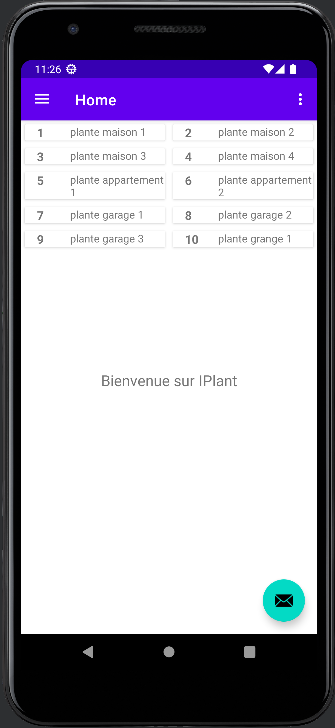 11:26
Home
1 plante maison 1 2 plante maison 2
3 plante maison 3 4 plante maison 4
5 plante appartement 6 plante appartement
1 2
7 plante garage 1 8 plante garage 2
9 plante garage 3 10 plante grange 1
Bienvenue sur IPlant